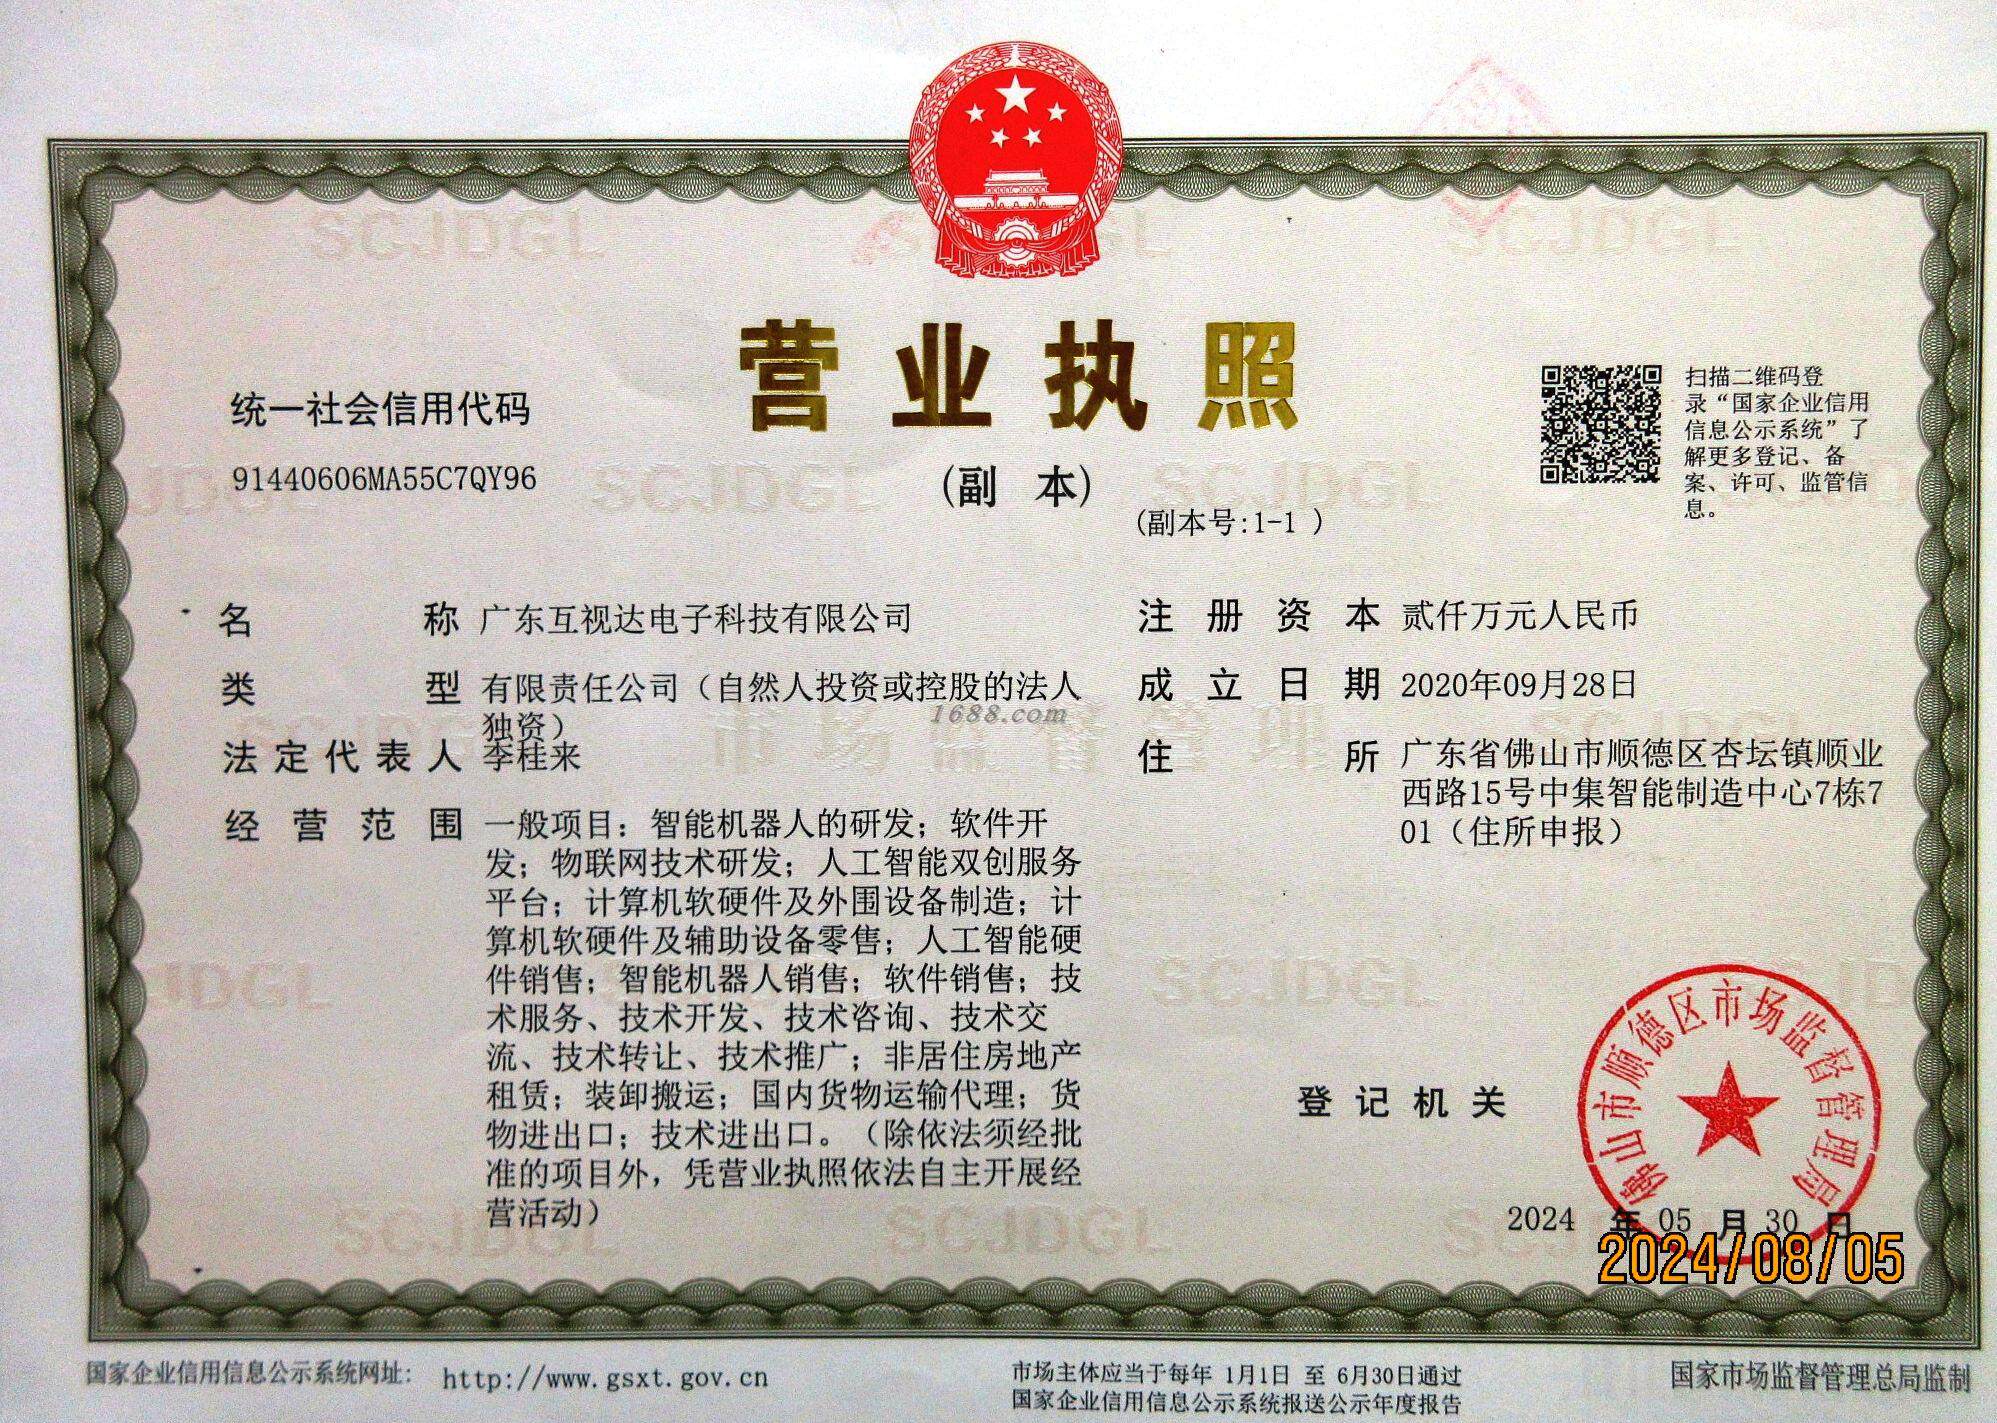 营业执照
统一社会信用代码
91440606MA55C7QY96
(副 本)
(副本号:1-1 )
扫描二维码登
录“国家企业信用
信息公示系统”了
解更多登记、备
案、许可、监管信
息。
名 称 广东互视达电子科技有限公司
类 型 有限责任公司（自然人投资或控股的法人
独资）
法定代表人 李桂来
经营范围 一般项目：智能机器人的研发；软件开
发；物联网技术研发；人工智能双创服务
平台；计算机软硬件及外围设备制造；计
算机软硬件及辅助设备零售；人工智能硬
件销售；智能机器人销售；软件销售；技
术服务、技术开发、技术咨询、技术交
流、技术转让、技术推广；非居住房地产
租赁；装卸搬运；国内货物运输代理；货
物进出口；技术进出口。（除依法须经批
准的项目外，凭营业执照依法自主开展经
营活动）
注册资本 贰仟万元人民币
成立日期 2020年09月28日
住 所 广东省佛山市顺德区杏坛镇顺业
西路15号中集智能制造中心7栋7
01（住所申报）
1688.com
SCJDGL
市场监督管理
登记机关
佛山市顺德区市场监督管理局
2024 年 05 月 30 日
2024/08/05
国家企业信用信息公示系统网址: http://www.gsxt.gov.cn
市场主体应当于每年 1月1日 至 6月30日通过
国家企业信用信息公示系统报送公示年度报告
国家市场监督管理总局监制